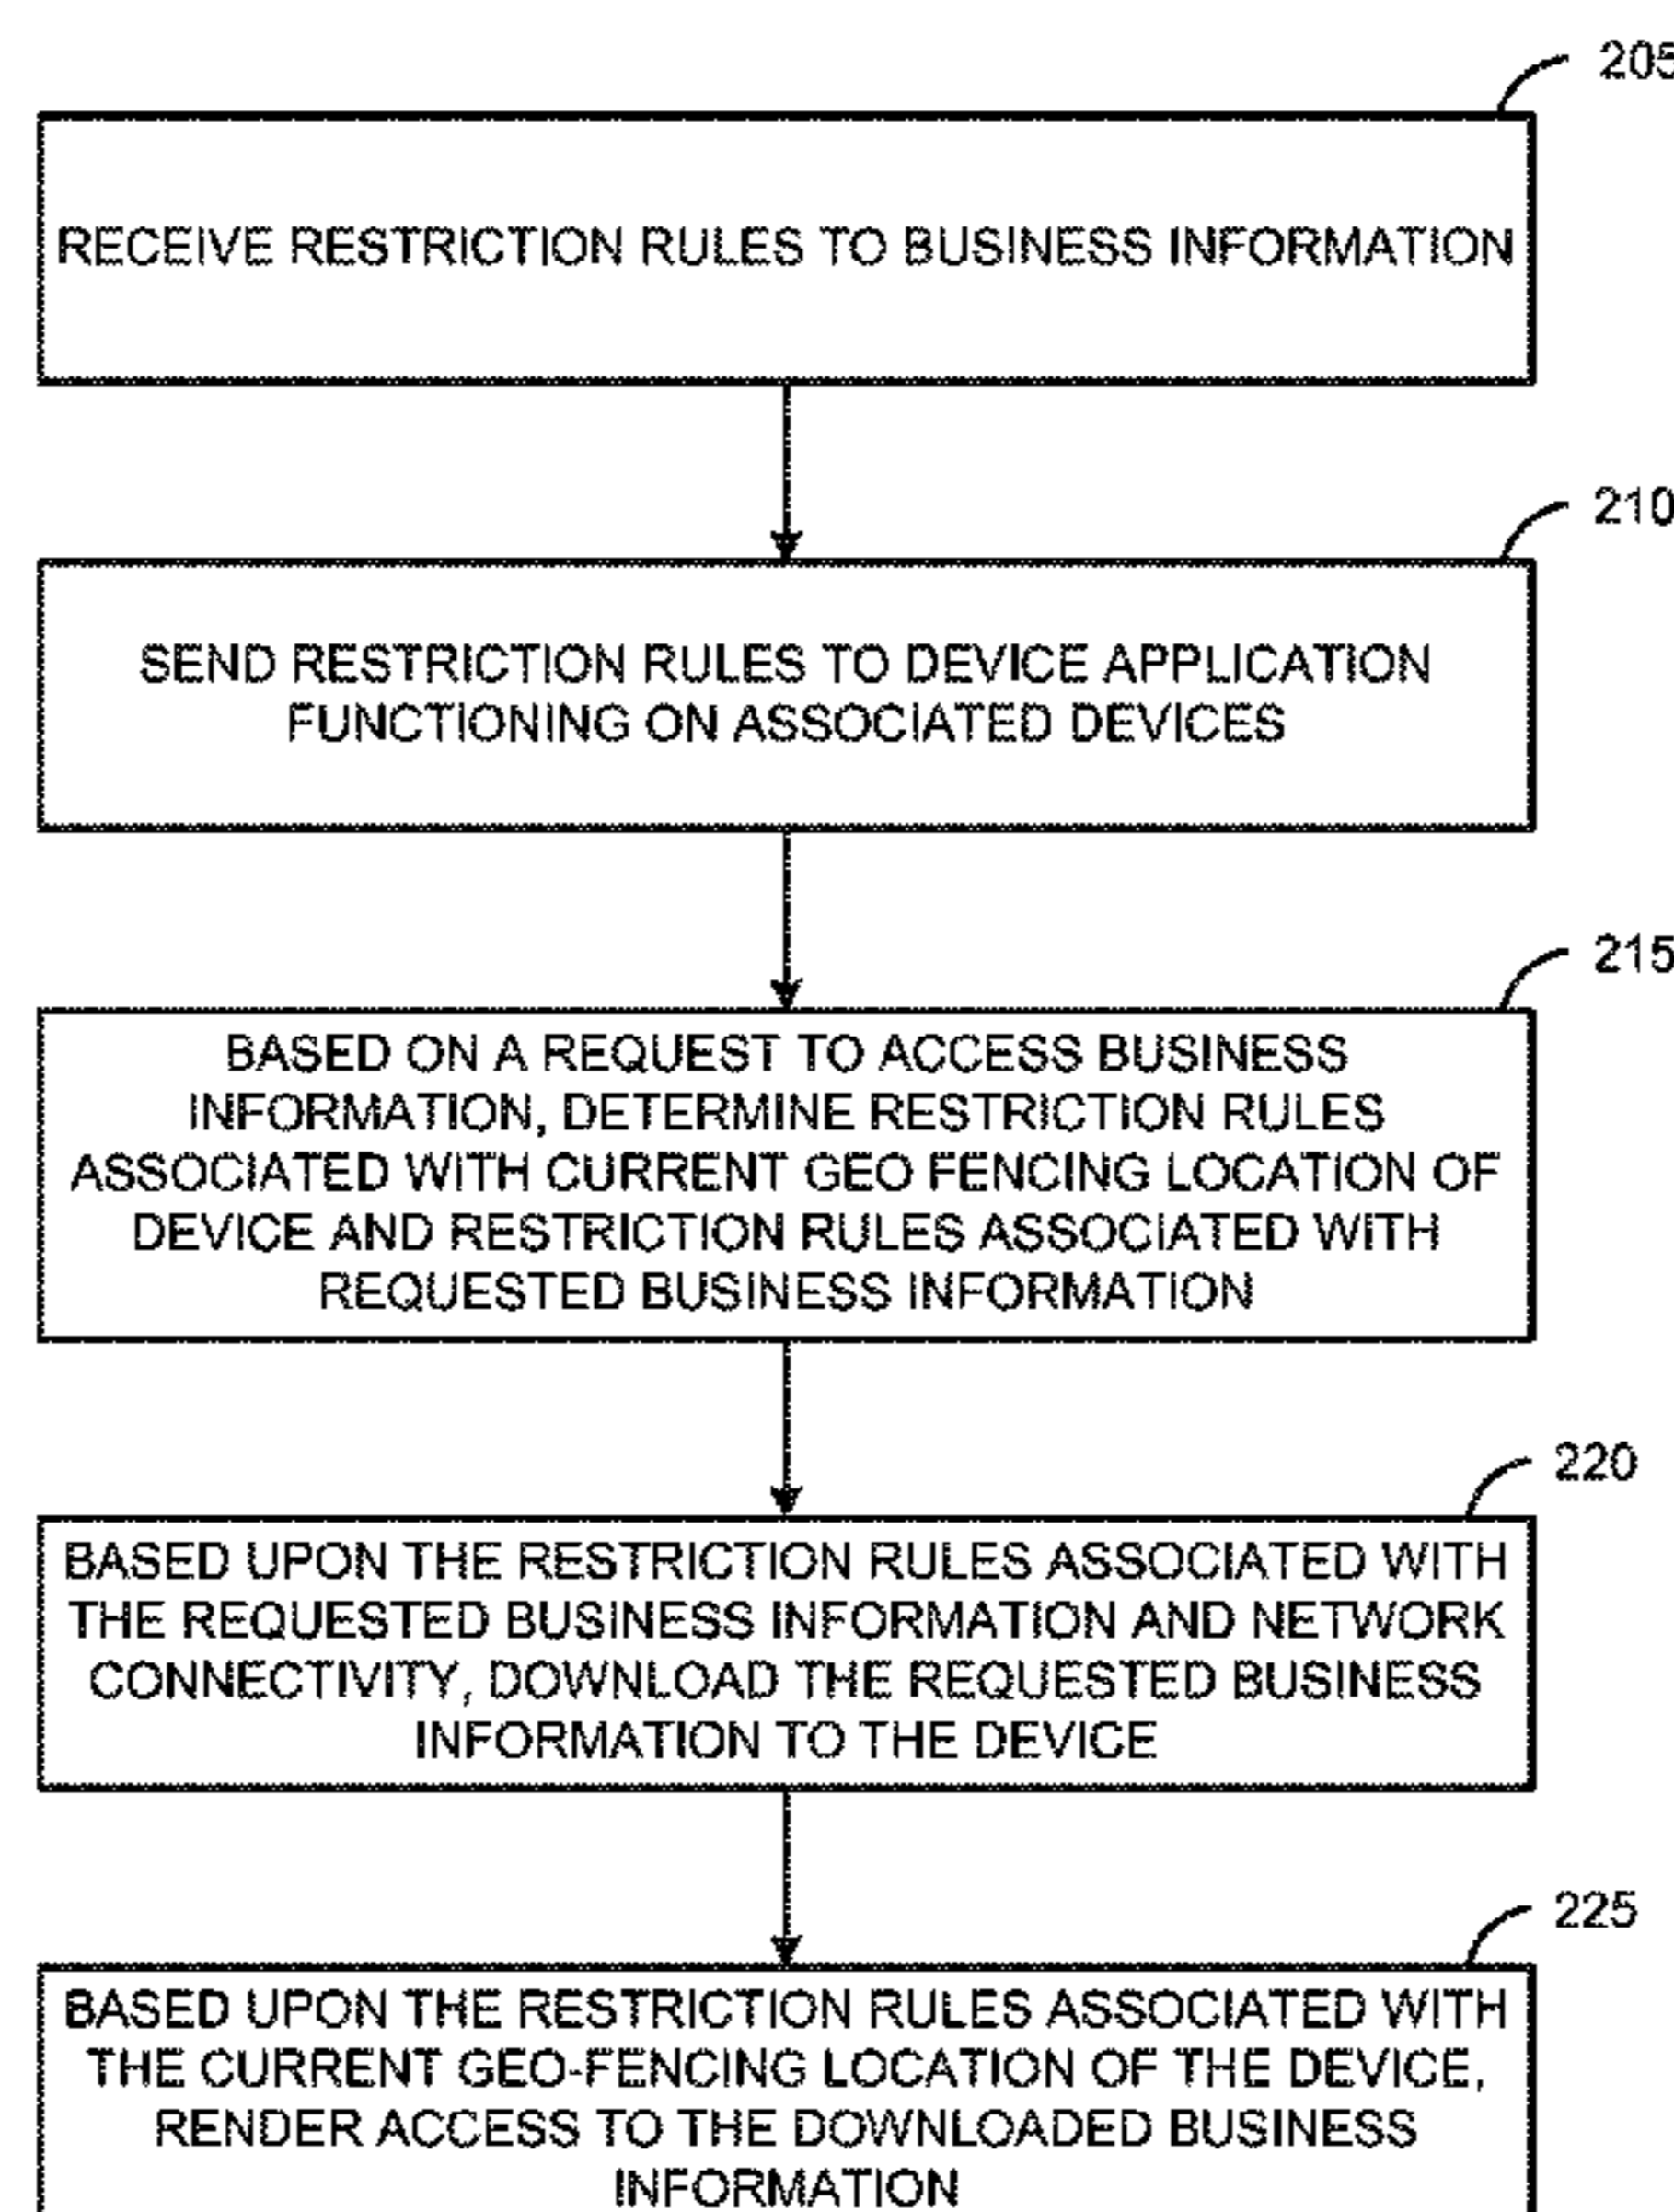 205
RECEIVE RESTRICTION RULES TO BUSINESS INFORMATION
210
SEND RESTRICTION RULES TO DEVICE APPLICATION
FUNCTIONING ON ASSOCIATED DEVICES
215
BASED ON A REQUEST TO ACCESS BUSINESS
INFORMATION, DETERMINE RESTRICTION RULES
ASSOCIATED WITH CURRENT GEO FENCING LOCATION OF
DEVICE AND RESTRICTION RULES ASSOCIATED WITH
REQUESTED BUSINESS INFORMATION
220
BASED UPON THE RESTRICTION RULES ASSOCIATED WITH
THE REQUESTED BUSINESS INFORMATION AND NETWORK
CONNECTIVITY, DOWNLOAD THE REQUESTED BUSINESS
INFORMATION TO THE DEVICE
225
BASED UPON THE RESTRICTION RULES ASSOCIATED WITH
THE CURRENT GEO-FENCING LOCATION OF THE DEVICE,
RENDER ACCESS TO THE DOWNLOADED BUSINESS
INFORMATION